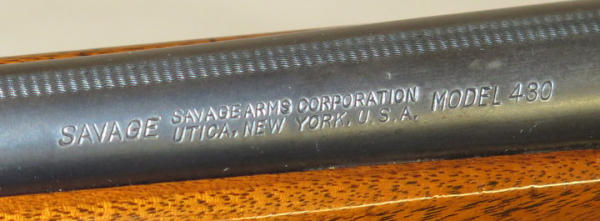 SAVAGE SAVAGE ARMS CORPORATION MODEL 430
UTICA, NEW YORK, U.S.A.